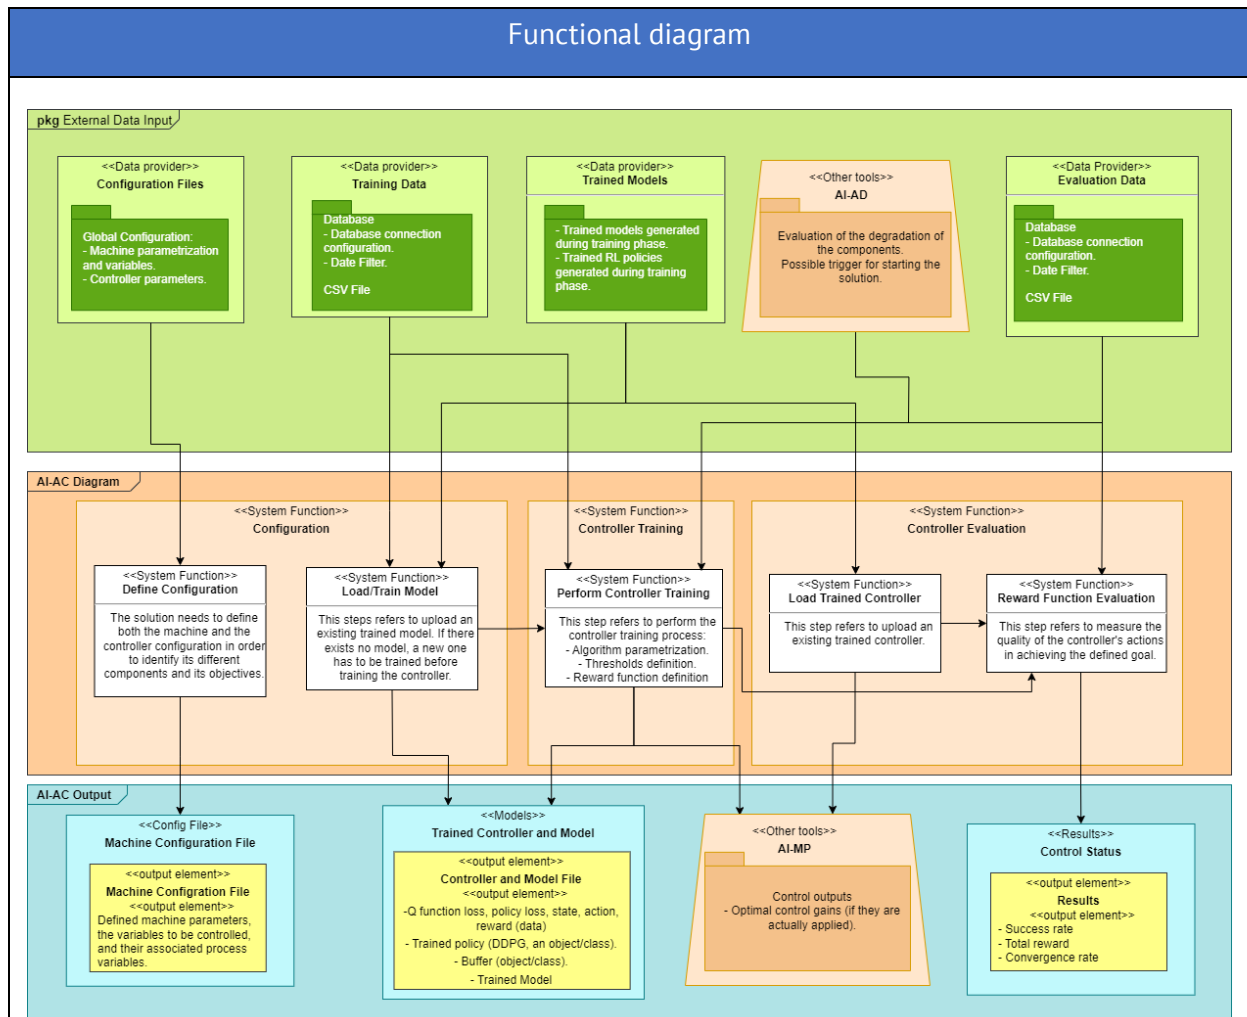 Functional diagram
pkg External Data Input
<<Data provider>>
Configuration Files
Global Configuration:
- Machine parametrization
and variables.
- Controller parameters.
<<Data provider>>
Training Data
Database
- Database connection
configuration.
- Date Filter.
CSV File
<<Data provider>>
Trained Models
- Trained models generated
during training phase.
- Trained RL policies
generated during training
phase.
<<Other tools>>
AI-AD
Evaluation of the degradation of
the components.
Possible trigger for starting the
solution.
<<Data Provider>>
Evaluation Data
Database
- Database connection
configuration.
- Date Filter.
CSV File
AI-AC Diagram
<<System Function>>
Configuration
<<System Function>>
Define Configuration
The solution needs to define
both the machine and the
controller configuration in order
to identify its different
components and its objectives.
<<System Function>>
Load/Train Model
This steps refers to upload an
existing trained model. If there
exists no model, a new one
has to be trained before
training the controller.
<<System Function>>
Controller Training
<<System Function>>
Perform Controller Training
This step refers to perform the
controller training process:
- Algorithm parametrization.
- Thresholds definition.
- Reward function definition
<<System Function>>
Controller Evaluation
<<System Function>>
Load Trained Controller
This step refers to upload an
existing trained controller.
<<System Function>>
Reward Function Evaluation
This step refers to measure the
quality of the controller's actions
in achieving the defined goal.
AI-AC Output
<<Config File>>
Machine Configuration File
<<output element>>
Machine Configration File
<<output element>>
Defined machine parameters,
the variables to be controlled,
and their associated process
variables.
<<Models>>
Trained Controller and Model
<<output element>>
Controller and Model File
<<output element>>
-Q function loss, policy loss, state, action,
reward (data)
- Trained policy (DDPG, an object/class).
- Buffer (object/class).
- Trained Model
<<Other tools>>
AI-MP
Control outputs
- Optimal control gains (if they are
actually applied).
<<Results>>
Control Status
<<output element>>
Results
<<output element>>
- Success rate
- Total reward
- Convergence rate